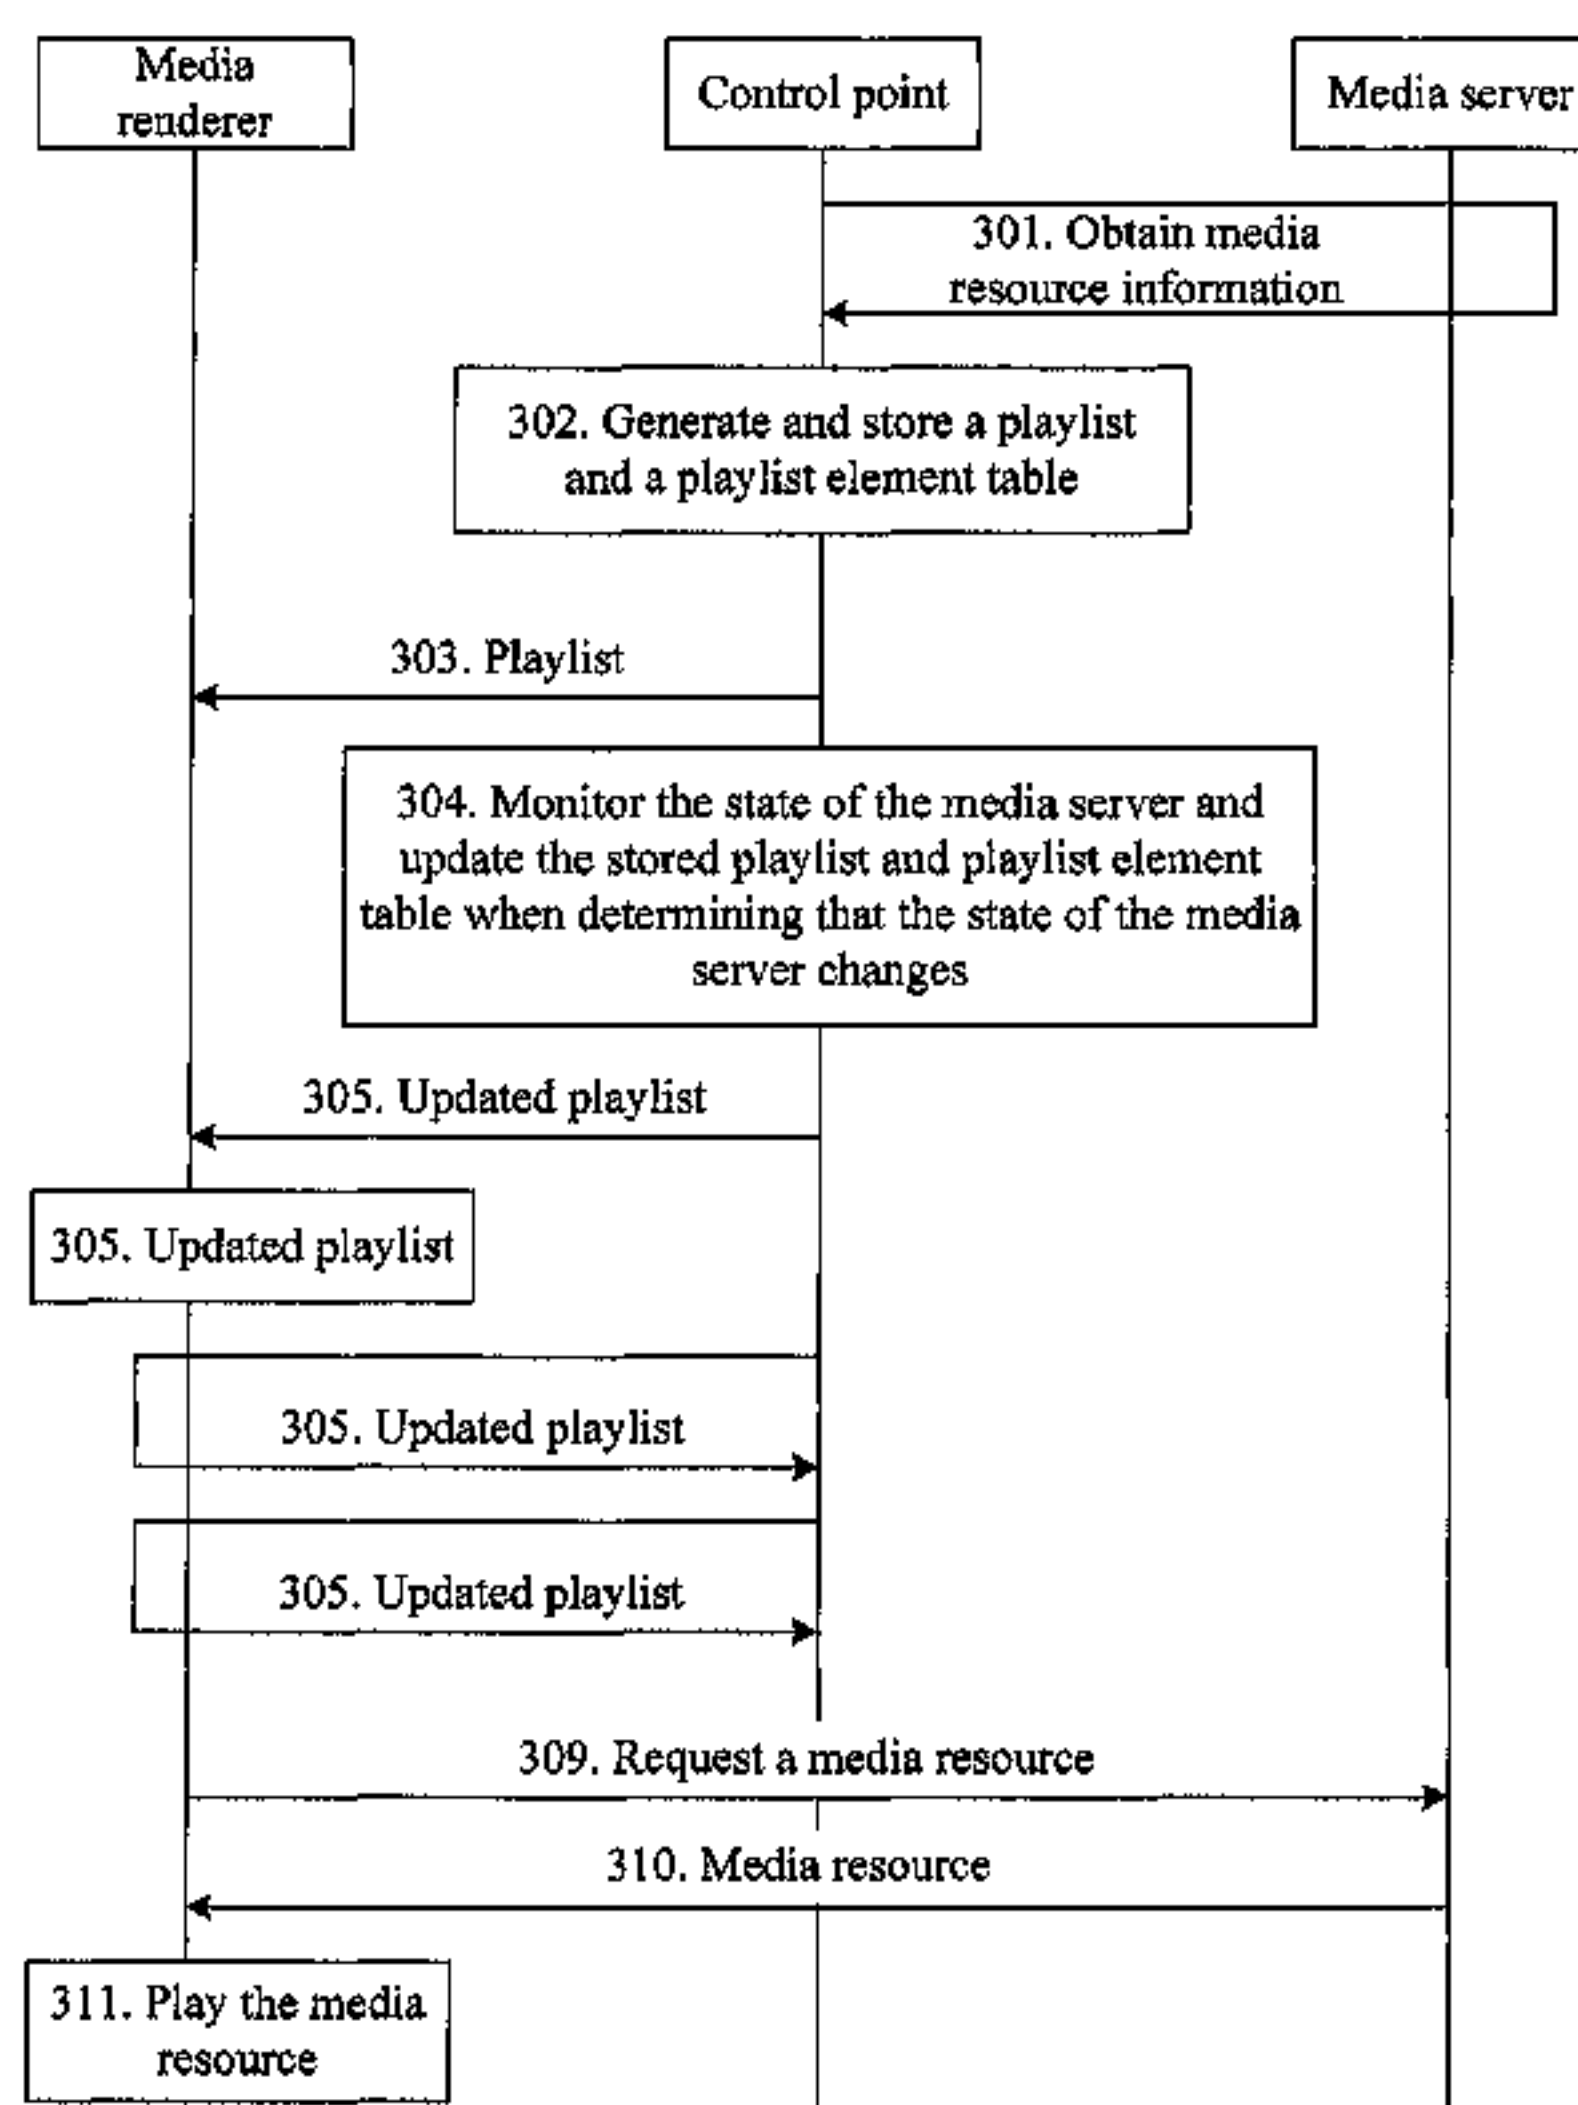 Media
renderer
Control point
Media server
301. Obtain media
resource information
302. Generate and store a playlist
and a playlist element table
303. Playlist
304. Monitor the state of the media server and
update the stored playlist and playlist element
table when determining that the state of the media
server changes
305. Updated playlist
305. Updated playlist
305. Updated playlist
305. Updated playlist
309. Request a media resource
310. Media resource
311. Play the media
resource